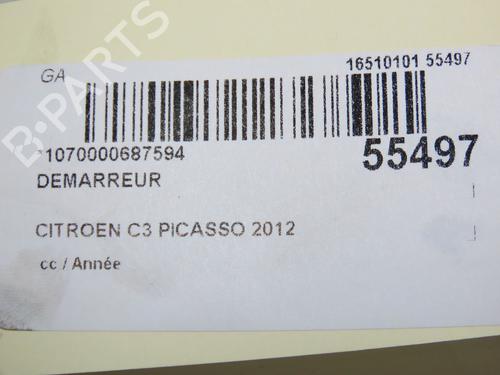 GA
16510101 55497
1070000687594
55497
DEMARREUR
CITROEN C3 PICASSO 2012
cc / Année
B-PARTS